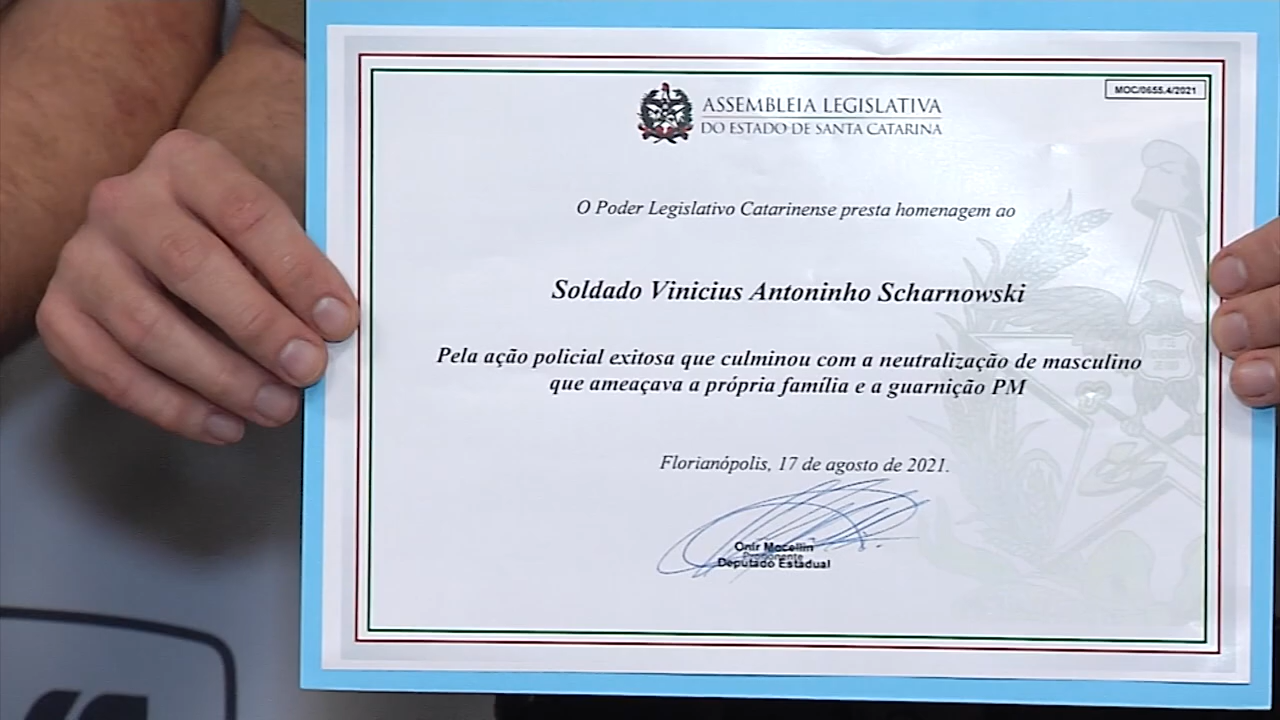 MOC/0655.4/2021
ASSEMBLEIA LEGISLATIVA
DO ESTADO DE SANTA CATARINA
O Poder Legislativo Catarinense presta homenagem ao
Soldado Vinicius Antoninho Scharnowski
Pela ação policial exitosa que culminou com a neutralização de masculino
que ameaçava a própria família e a guarnição PM
Florianópolis, 17 de agosto de 2021.
Onir Mocellin
Proponente
Deputado Estadual